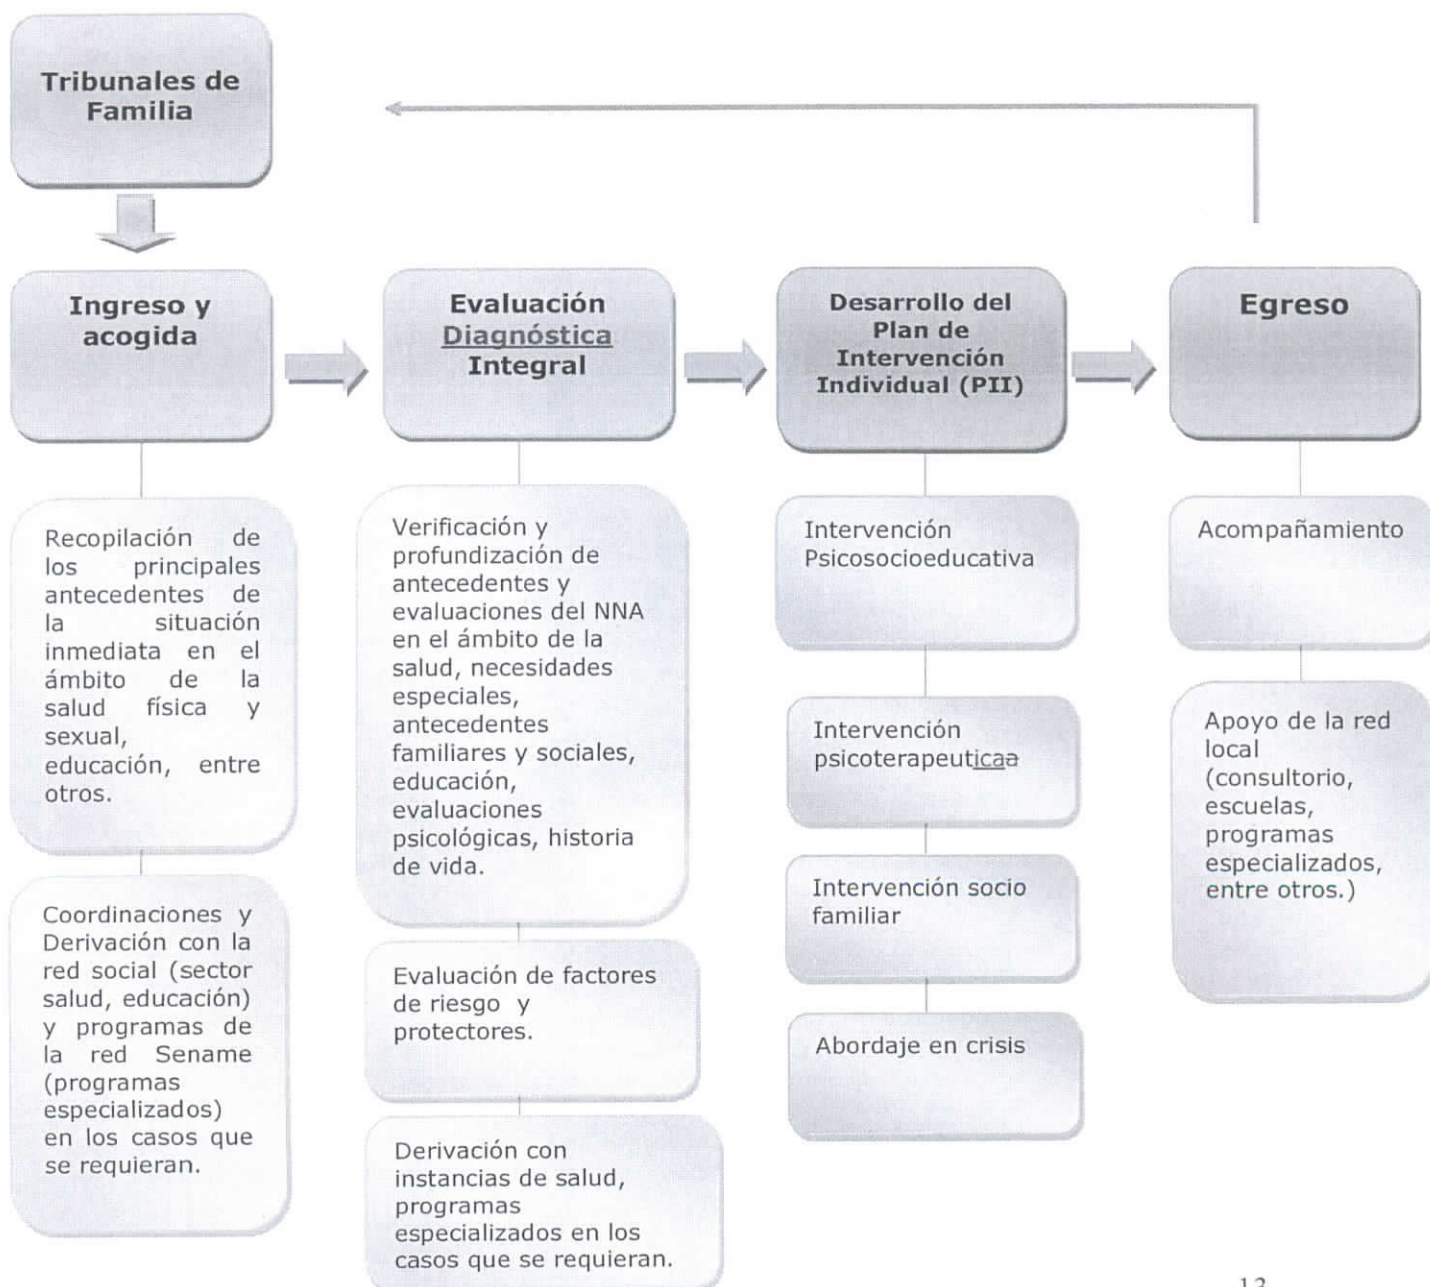 Tribunales de
Familia
Ingreso y
acogida
Recopilación de
los principales
antecedentes de
la situación
inmediata en el
ámbito de la
salud física y
sexual,
educación, entre
otros.
Coordinaciones y
Derivación con la
red social (sector
salud, educación)
y programas de
la red Sename
(programas
especializados)
en los casos que
se requieran.
Evaluación
Diagnóstica
Integral
Verificación y
profundización de
antecedentes y
evaluaciones del NNA
en el ámbito de la
salud, necesidades
especiales,
antecedentes
familiares y sociales,
educación,
evaluaciones
psicológicas, historia
de vida.
Evaluación de factores
de riesgo y
protectores.
Derivación con
instancias de salud,
programas
especializados en los
casos que se requieran.
Desarrollo del
Plan de
Intervención
Individual (PII)
Intervención
Psicosocioeducativa
Intervención
psicoterapeuticaa
Intervención socio
familiar
Abordaje en crisis
Egreso
Acompañamiento
Apoyo de la red
local
(consultorio,
escuelas,
programas
especializados,
entre otros.)